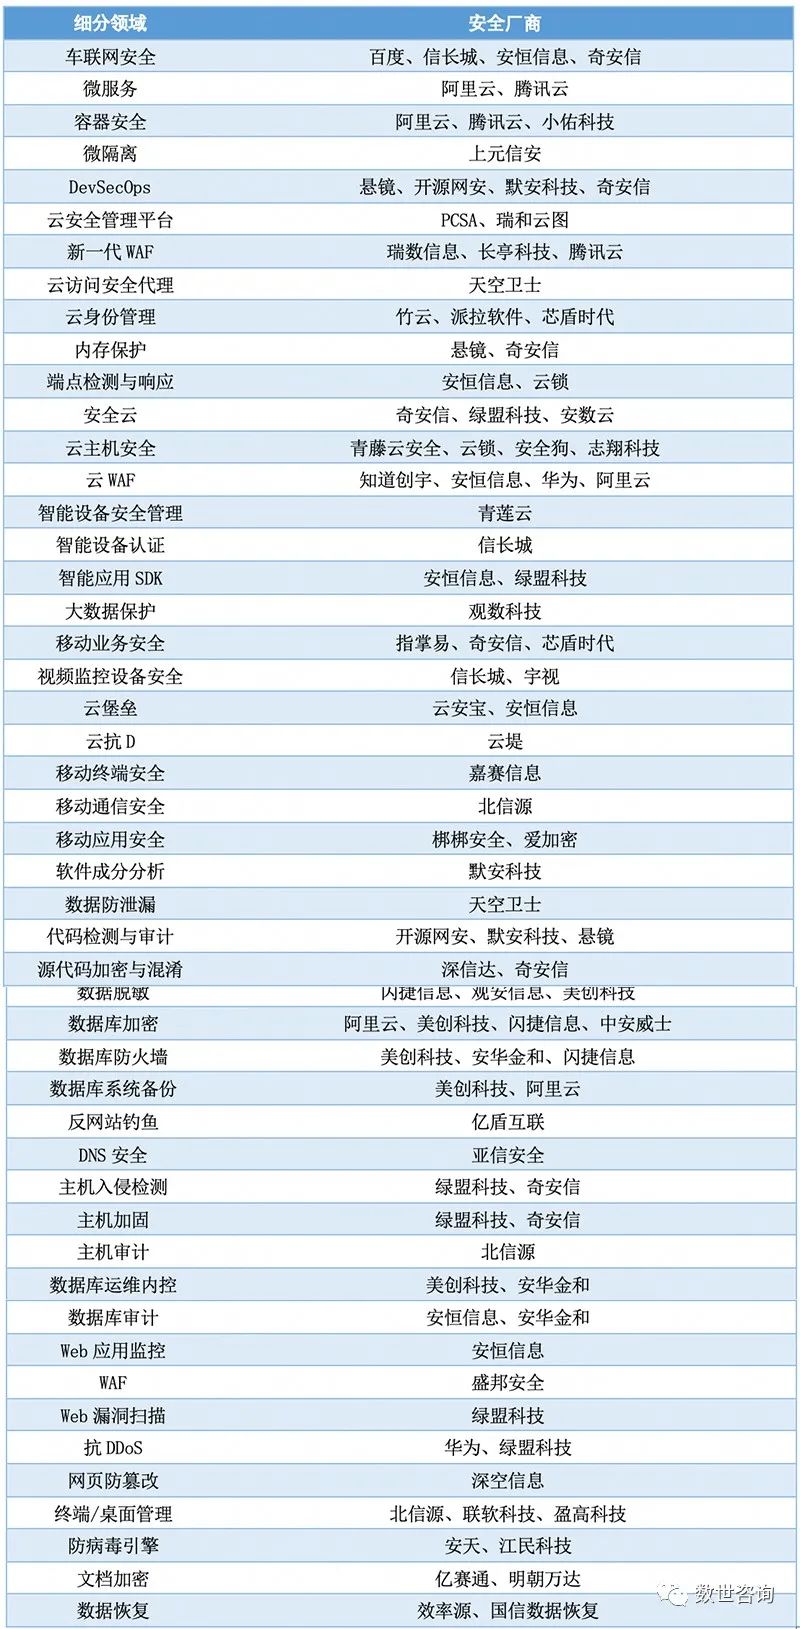 细分领域 安全厂商
车联网安全 百度、信长城、安恒信息、奇安信
微服务 阿里云、腾讯云
容器安全 阿里云、腾讯云、小佑科技
微隔离 上元信安
DevSecOps 悬镜、开源网安、默安科技、奇安信
云安全管理平台 PCSA、瑞和云图
新一代 WAF 瑞数信息、长亭科技、腾讯云
云访问安全代理 天空卫士
云身份管理 竹云、派拉软件、芯盾时代
内存保护 悬镜、奇安信
端点检测与响应 安恒信息、云锁
安全云 奇安信、绿盟科技、安数云
云主机安全 青藤云安全、云锁、安全狗、志翔科技
云 WAF 知道创宇、安恒信息、华为、阿里云
智能设备安全管理 青莲云
智能设备认证 信长城
智能应用 SDK 安恒信息、绿盟科技
大数据保护 观数科技
移动业务安全 指掌易、奇安信、芯盾时代
视频监控设备安全 信长城、宇视
云堡垒 云安宝、安恒信息
云抗 D 云堤
移动终端安全 嘉赛信息
移动通信安全 北信源
移动应用安全 梆梆安全、爱加密
软件成分分析 默安科技
数据防泄漏 天空卫士
代码检测与审计 开源网安、默安科技、悬镜
源代码加密与混淆 深信达、奇安信
数据脱敏 闪捷信息、观安信息、美创科技
数据库加密 阿里云、美创科技、闪捷信息、中安威士
数据库防火墙 美创科技、安华金和、闪捷信息
数据库系统备份 美创科技、阿里云
反网站钓鱼 亿盾互联
DNS 安全 亚信安全
主机入侵检测 绿盟科技、奇安信
主机加固 绿盟科技、奇安信
主机审计 北信源
数据库运维内控 美创科技、安华金和
数据库审计 安恒信息、安华金和
Web 应用监控 安恒信息
WAF 盛邦安全
Web 漏洞扫描 绿盟科技
抗 DDoS 华为、绿盟科技
网页防篡改 深空信息
终端/桌面管理 北信源、联软科技、盈高科技
防病毒引擎 安天、江民科技
文档加密 亿赛通、明朝万达
数世咨询
数据恢复 效率源、国信数据恢复